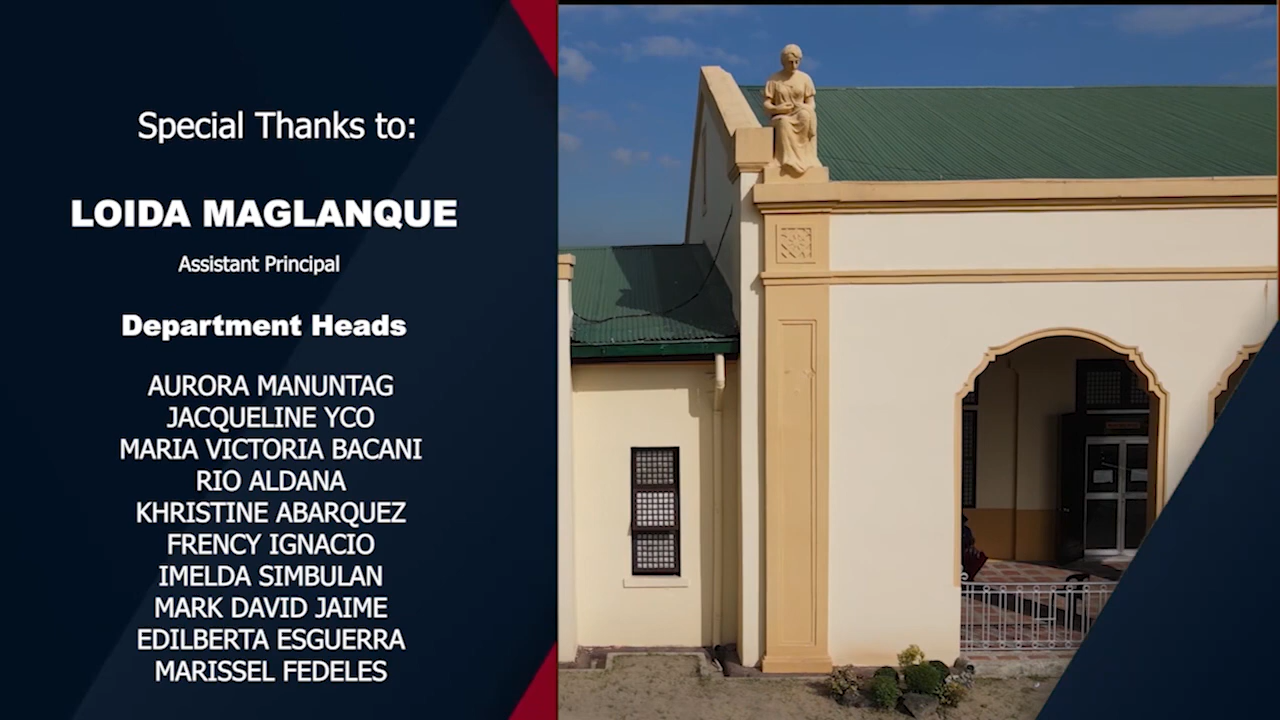 Special Thanks to:
LOIDA MAGLANQUE
Assistant Principal
Department Heads
AURORA MANUNTAG
JACQUELINE YCO
MARIA VICTORIA BACANI
RIO ALDANA
KHRISTINE ABARQUEZ
FRENCY IGNACIO
IMELDA SIMBULAN
MARK DAVID JAIME
EDILBERTA ESGUERRA
MARISSEL FEDELES